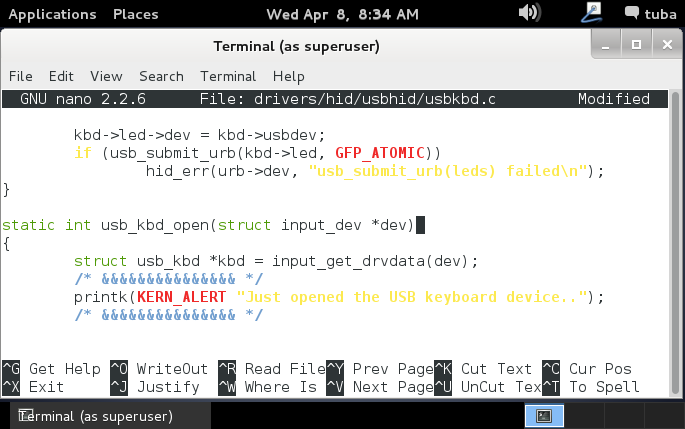 Applications Places Wed Apr 8, 8:34 AM tuba
Terminal (as superuser)
File Edit View Search Terminal Help
GNU nano 2.2.6 File: drivers/hid/usbhid/usbkbd.c Modified
kbd->led->dev = kbd->usbdev;
if (usb_submit_urb(kbd->led, GFP_ATOMIC))
hid_err(urb->dev, "usb_submit_urb(leds) failed\n");
}
static int usb_kbd_open(struct input_dev *dev)
{
struct usb_kbd *kbd = input_get_drvdata(dev);
/* &&&&&&&&&&&&&&& */
printk(KERN_ALERT "Just opened the USB keyboard device..");
/* &&&&&&&&&&&&&&& */
^G Get Help ^O WriteOut ^R Read File ^Y Prev Page ^K Cut Text ^C Cur Pos
^X Exit ^J Justify ^W Where Is ^V Next Page ^U UnCut Tex ^T To Spell
Terminal (as superuser)